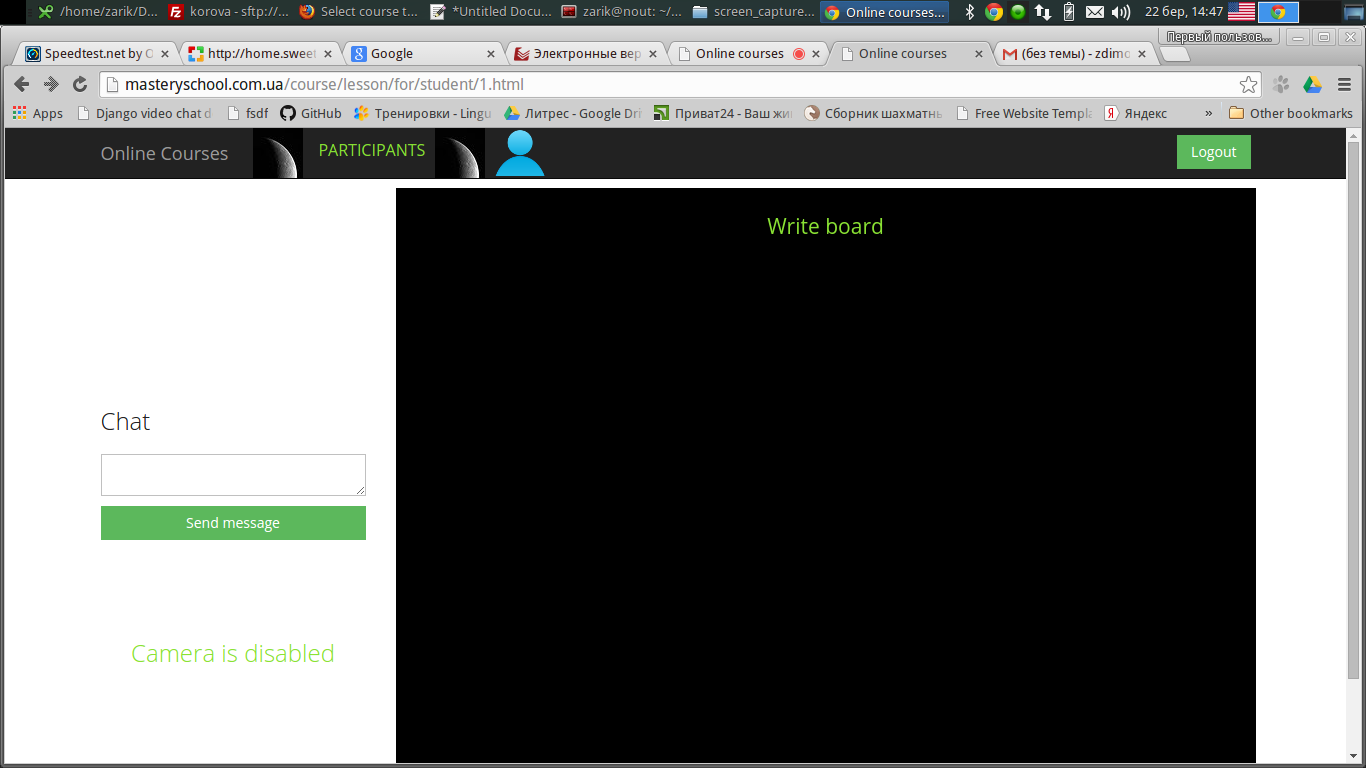 /home/zarik/D... korova - sftp://... Select course t... *Untitled Docu... zarik@nout: ~/... screen_capture... Online courses... 22 бер, 14:47
Первый пользов...
Speedtest.net by O http://home.sweet Google Электронные вер Online courses Online courses (без темы) - zdimo
masteryschool.com.ua/course/lesson/for/student/1.html
Apps Django video chat d fsdf GitHub Тренировки - Lingu Литрес - Google Dri Приват24 - Ваш жи Сборник шахматнь Free Website Templa Яндекс » Other bookmarks
Online Courses PARTICIPANTS Logout
Write board
Chat
Send message
Camera is disabled